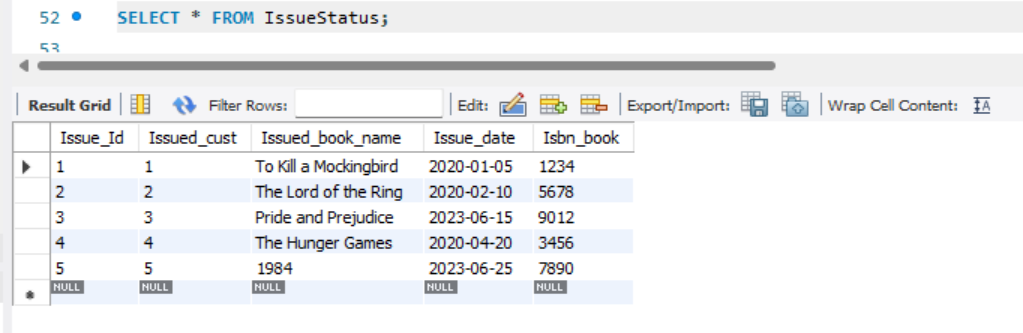 52 SELECT * FROM IssueStatus;
53
Result Grid Filter Rows: Edit: Export/Import: Wrap Cell Content: IA
Issue_Id Issued_cust Issued_book_name Issue_date Isbn_book
1 1 To Kill a Mockingbird 2020-01-05 1234
2 2 The Lord of the Ring 2020-02-10 5678
3 3 Pride and Prejudice 2023-06-15 9012
4 4 The Hunger Games 2020-04-20 3456
5 5 1984 2023-06-25 7890
NULL NULL NULL NULL NULL